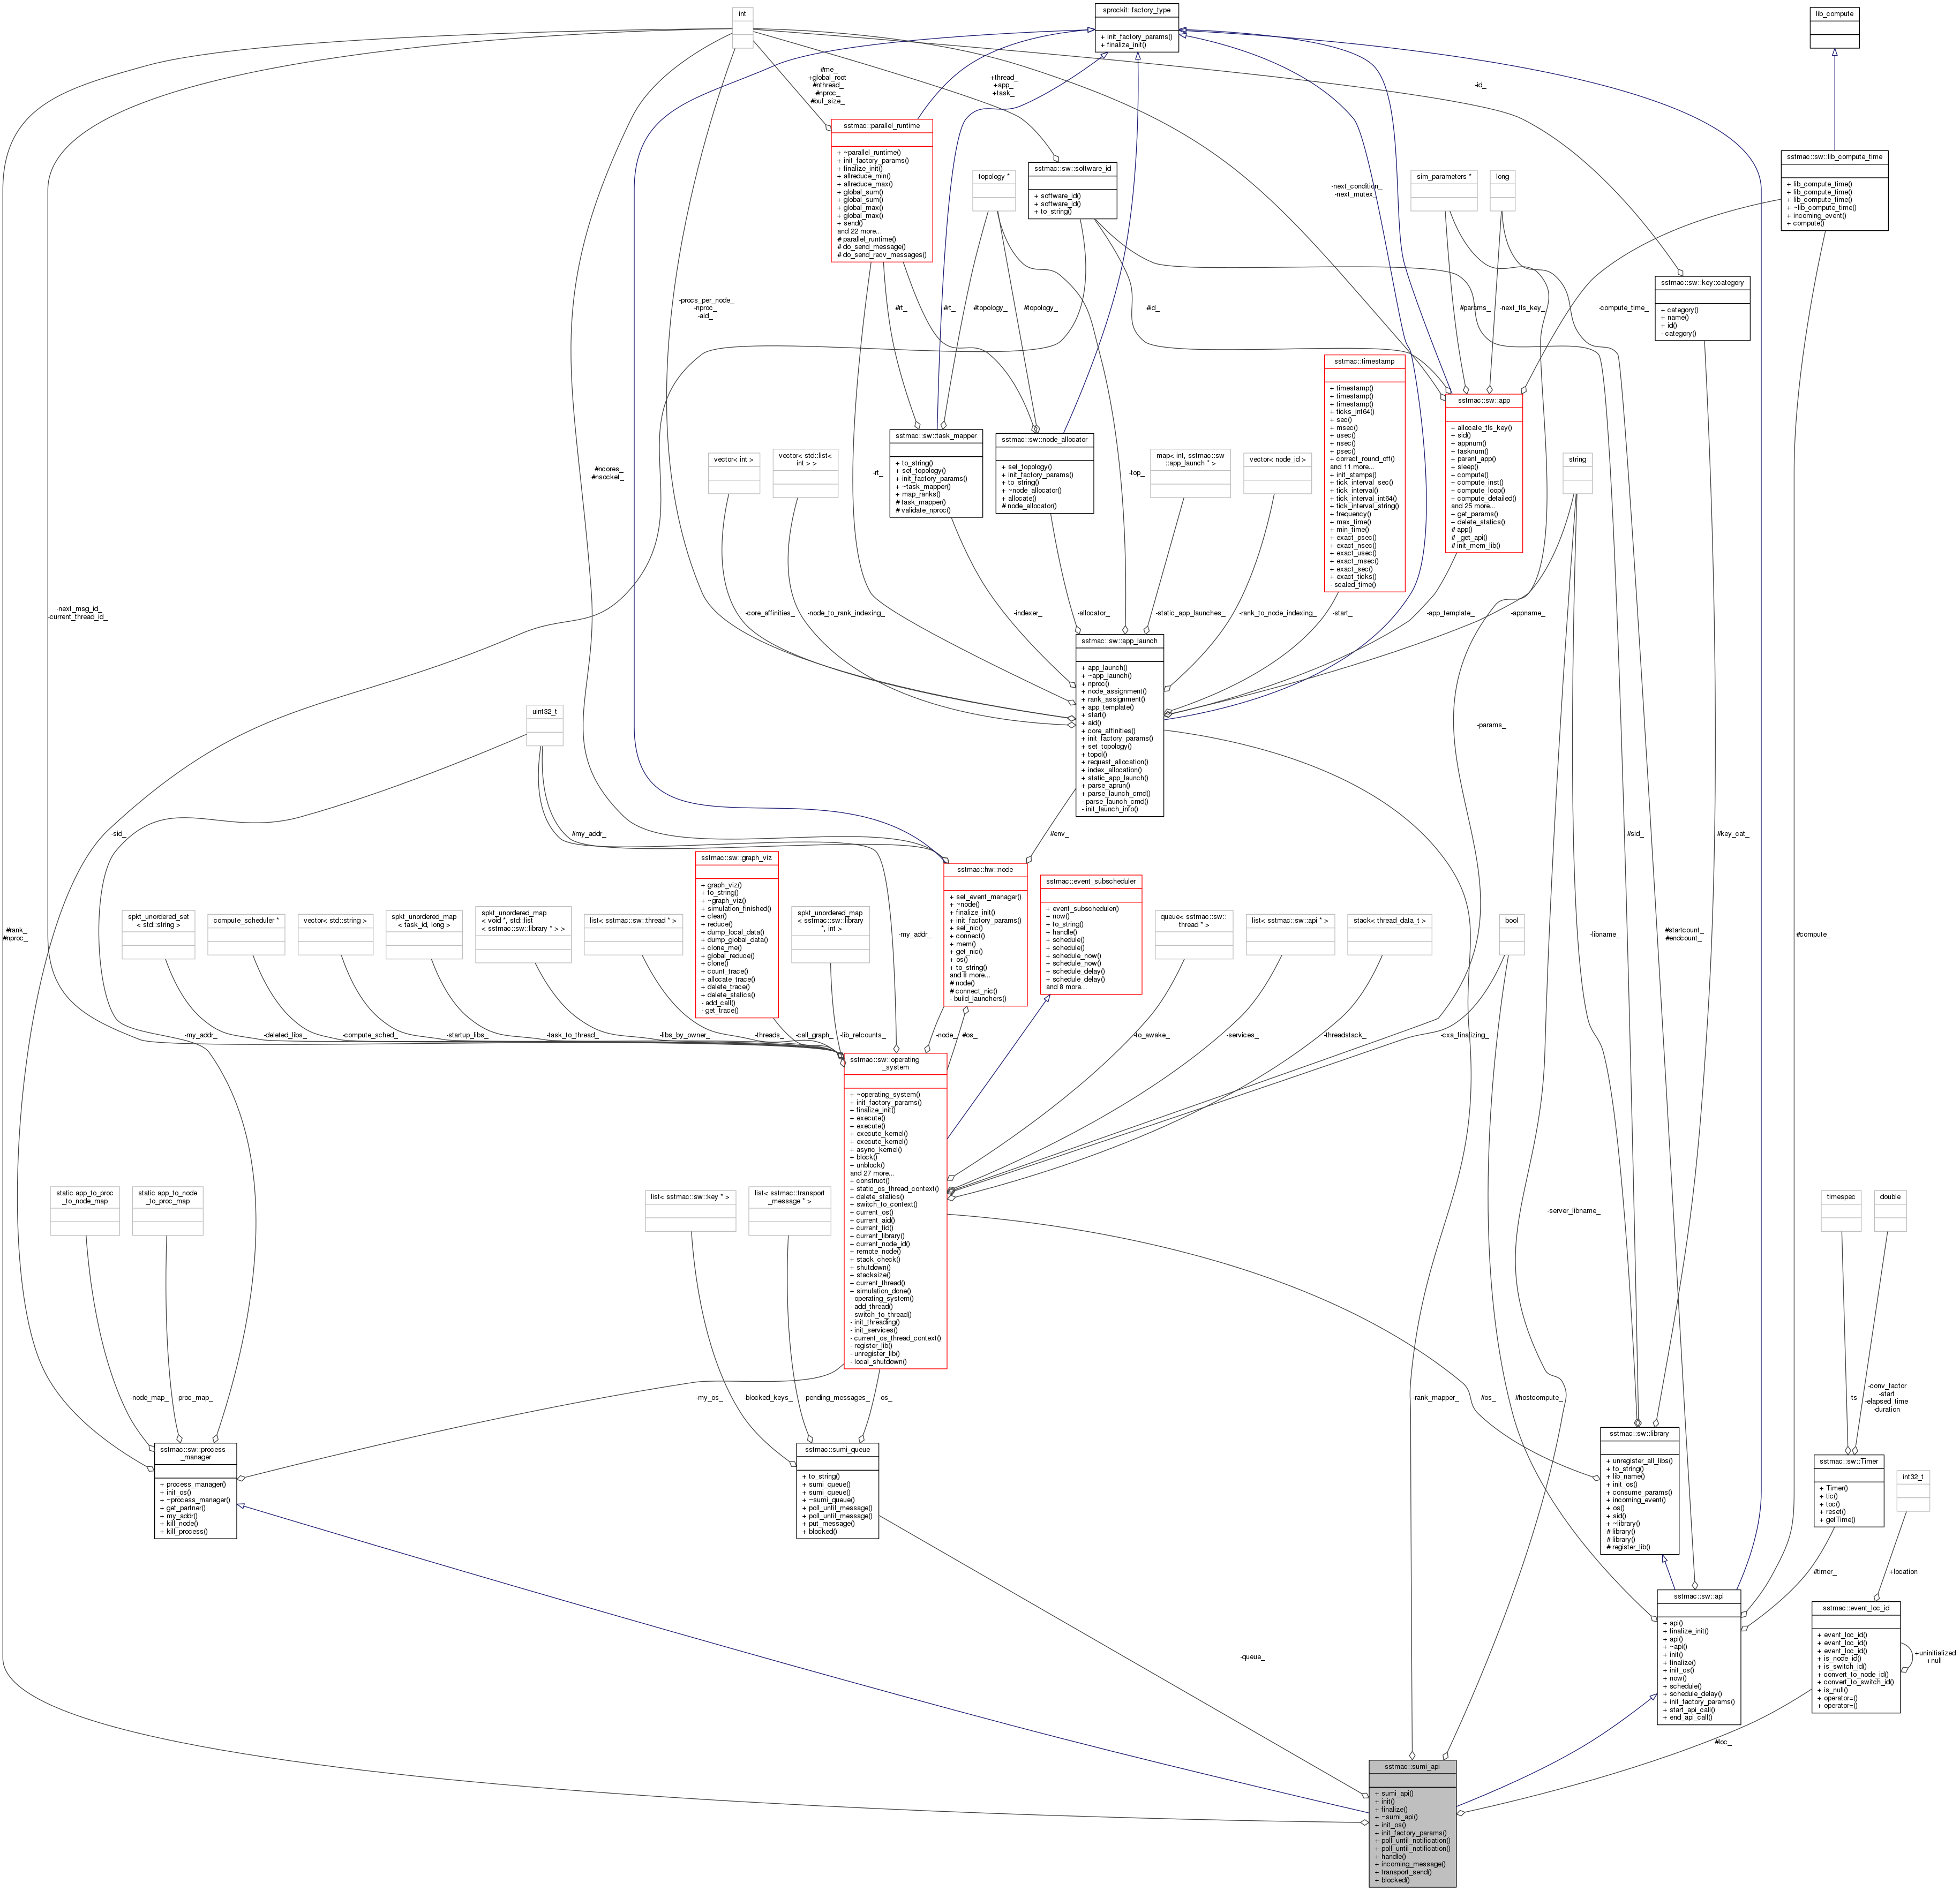 int
sprockit::factory_type
+ init_factory_params()
+ finalize_init()
lib_compute
#me_
+global_root
#nthread_
#nproc_
#buf_size_
+thread_
+app_
+task_
-id_
sstmac::parallel_runtime
+ ~parallel_runtime()
+ init_factory_params()
+ finalize_init()
+ allreduce_min()
+ allreduce_max()
+ global_sum()
+ global_sum()
+ global_max()
+ global_max()
+ send()
and 22 more...
# parallel_runtime()
# do_send_message()
# do_send_recv_messages()
topology *
sstmac::sw::software_id
+ software_id()
+ software_id()
+ to_string()
-next_condition_
-next_mutex_
sim_parameters *
long
sstmac::sw::lib_compute_time
+ lib_compute_time()
+ lib_compute_time()
+ lib_compute_time()
+ ~lib_compute_time()
+ incoming_event()
+ compute()
-procs_per_node_
-nproc_
-aid_
#rt_
#rt_
#topology_
#topology_
#id_
#params_
-next_tls_key_
-compute_time_
sstmac::sw::key::category
+ category()
+ name()
+ id()
- category()
#ncores_
#nsocket_
vector< int >
vector< std::list<
int > >
-rt_
sstmac::sw::task_mapper
+ to_string()
+ set_topology()
+ init_factory_params()
+ ~task_mapper()
+ map_ranks()
# task_mapper()
# validate_nproc()
sstmac::sw::node_allocator
+ set_topology()
+ init_factory_params()
+ to_string()
+ ~node_allocator()
+ allocate()
# node_allocator()
-top_
map< int, sstmac::sw
::app_launch * >
vector< node_id >
sstmac::timestamp
+ timestamp()
+ timestamp()
+ timestamp()
+ ticks_int64()
+ sec()
+ msec()
+ usec()
+ nsec()
+ psec()
+ correct_round_off()
and 11 more...
+ init_stamps()
+ tick_interval_sec()
+ tick_interval()
+ tick_interval_int64()
+ tick_interval_string()
+ frequency()
+ max_time()
+ min_time()
+ exact_psec()
+ exact_nsec()
+ exact_usec()
+ exact_msec()
+ exact_sec()
+ exact_ticks()
- scaled_time()
sstmac::sw::app
+ allocate_tls_key()
+ sid()
+ appnum()
+ tasknum()
+ parent_app()
+ sleep()
+ compute()
+ compute_inst()
+ compute_loop()
+ compute_detailed()
and 25 more...
+ get_params()
+ delete_statics()
# app()
# _get_api()
# init_mem_lib()
string
-next_msg_id_
-current_thread_id_
-core_affinities_
-node_to_rank_indexing_
-indexer_
-allocator_
-static_app_launches_
-rank_to_node_indexing_
-start_
-app_template_
-appname_
sstmac::sw::app_launch
+ app_launch()
+ ~app_launch()
+ nproc()
+ node_assignment()
+ rank_assignment()
+ app_template()
+ start()
+ aid()
+ core_affinities()
+ init_factory_params()
+ set_topology()
+ topol()
+ request_allocation()
+ index_allocation()
+ static_app_launch()
+ parse_aprun()
+ parse_launch_cmd()
- parse_launch_cmd()
- init_launch_info()
uint32_t
-params_
-sid_
#my_addr_
#env_
#sid_
#key_cat_
#rank_
#nproc_
spkt_unordered_set
< std::string >
compute_scheduler *
vector< std::string >
spkt_unordered_map
< task_id, long >
spkt_unordered_map
< void *, std::list
< sstmac::sw::library * > >
list< sstmac::sw::thread * >
sstmac::sw::graph_viz
+ graph_viz()
+ to_string()
+ ~graph_viz()
+ simulation_finished()
+ clear()
+ reduce()
+ dump_local_data()
+ dump_global_data()
+ clone_me()
+ global_reduce()
+ clone()
+ count_trace()
+ allocate_trace()
+ delete_trace()
+ delete_statics()
- add_call()
- get_trace()
spkt_unordered_map
< sstmac::sw::library
*, int >
-my_addr_
sstmac::hw::node
+ set_event_manager()
+ ~node()
+ finalize_init()
+ init_factory_params()
+ set_nic()
+ connect()
+ mem()
+ get_nic()
+ os()
+ to_string()
and 8 more...
# node()
# connect_nic()
- build_launchers()
sstmac::event_subscheduler
+ event_subscheduler()
+ now()
+ to_string()
+ handle()
+ schedule()
+ schedule()
+ schedule_now()
+ schedule_now()
+ schedule_delay()
+ schedule_delay()
and 8 more...
queue< sstmac::sw::
thread * >
list< sstmac::sw::api * >
stack< thread_data_t >
bool
-libname_
#startcount_
#endcount_
#compute_
-my_addr_
-deleted_libs_
-compute_sched_
-startup_libs_
-task_to_thread_
-libs_by_owner_
-threads_
-call_graph_
-lib_refcounts_
-node_
#os_
-to_awake_
-services_
-threadstack_
-cxa_finalizing_
sstmac::sw::operating
_system
+ ~operating_system()
+ init_factory_params()
+ finalize_init()
+ execute()
+ execute()
+ execute_kernel()
+ execute_kernel()
+ async_kernel()
+ block()
+ unblock()
and 27 more...
+ construct()
+ static_os_thread_context()
+ delete_statics()
+ switch_to_context()
+ current_os()
+ current_aid()
+ current_tid()
+ current_library()
+ current_node_id()
+ remote_node()
+ stack_check()
+ shutdown()
+ stacksize()
+ current_thread()
+ simulation_done()
- operating_system()
- add_thread()
- switch_to_thread()
- init_threading()
- init_services()
- current_os_thread_context()
- register_lib()
- unregister_lib()
- local_shutdown()
static app_to_proc
_to_node_map
static app_to_node
_to_proc_map
list< sstmac::sw::key * >
list< sstmac::transport
_message * >
-server_libname_
timespec
double
-node_map_
-proc_map_
-my_os_
-blocked_keys_
-pending_messages_
-os_
-rank_mapper_
#os_
#hostcompute_
-ts
-conv_factor
-start
-elapsed_time
-duration
sstmac::sw::process
_manager
+ process_manager()
+ init_os()
+ ~process_manager()
+ get_partner()
+ my_addr()
+ kill_node()
+ kill_process()
sstmac::sumi_queue
+ to_string()
+ sumi_queue()
+ sumi_queue()
+ ~sumi_queue()
+ poll_until_message()
+ poll_until_message()
+ put_message()
+ blocked()
sstmac::sw::library
+ unregister_all_libs()
+ to_string()
+ lib_name()
+ init_os()
+ consume_params()
+ incoming_event()
+ os()
+ sid()
+ ~library()
# library()
# library()
# register_lib()
sstmac::sw::Timer
+ Timer()
+ tic()
+ toc()
+ reset()
+ getTime()
int32_t
#timer_
+location
sstmac::sw::api
+ api()
+ finalize_init()
+ api()
+ ~api()
+ init()
+ finalize()
+ init_os()
+ now()
+ schedule()
+ schedule_delay()
+ init_factory_params()
+ start_api_call()
+ end_api_call()
sstmac::event_loc_id
+ event_loc_id()
+ event_loc_id()
+ event_loc_id()
+ is_node_id()
+ is_switch_id()
+ convert_to_node_id()
+ convert_to_switch_id()
+ is_null()
+ operator=()
+ operator=()
+uninitialized
+null
-queue_
#loc_
sstmac::sumi_api
+ sumi_api()
+ init()
+ finalize()
+ ~sumi_api()
+ init_os()
+ init_factory_params()
+ poll_until_notification()
+ poll_until_notification()
+ handle()
+ incoming_message()
+ transport_send()
+ blocked()